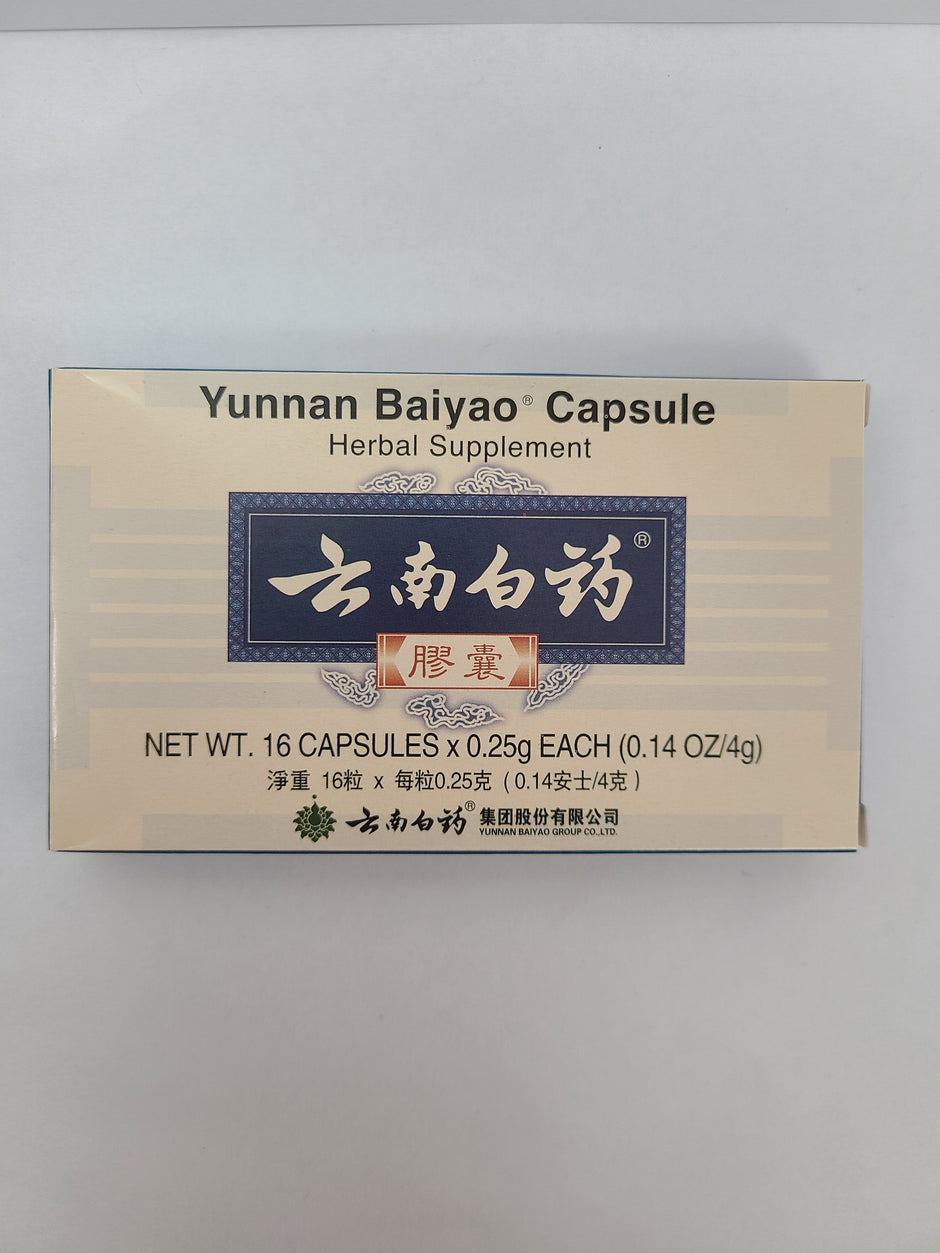 Yunnan Baiyao® Capsule
Herbal Supplement
云南白药®
膠囊
NET WT. 16 CAPSULES x 0.25g EACH (0.14 OZ/4g)
淨重 16粒 x 每粒0.25克 ( 0.14安士/4克 )
云南白药® 集团股份有限公司
YUNNAN BAIYAO GROUP CO.,LTD.